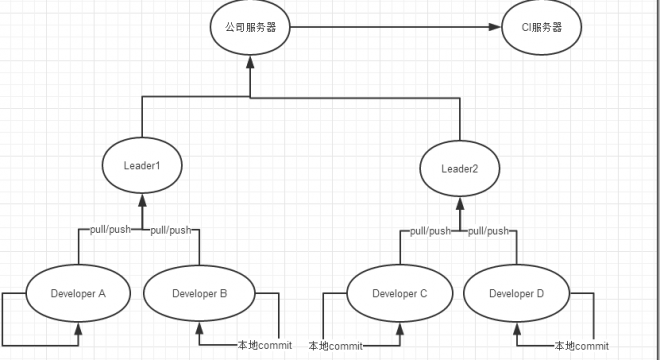 公司服务器
CI服务器
Leader1
Leader2
pull/push
pull/push
pull/push
pull/push
Developer A
Developer B
Developer C
Developer D
本地commit
本地commit
本地commit